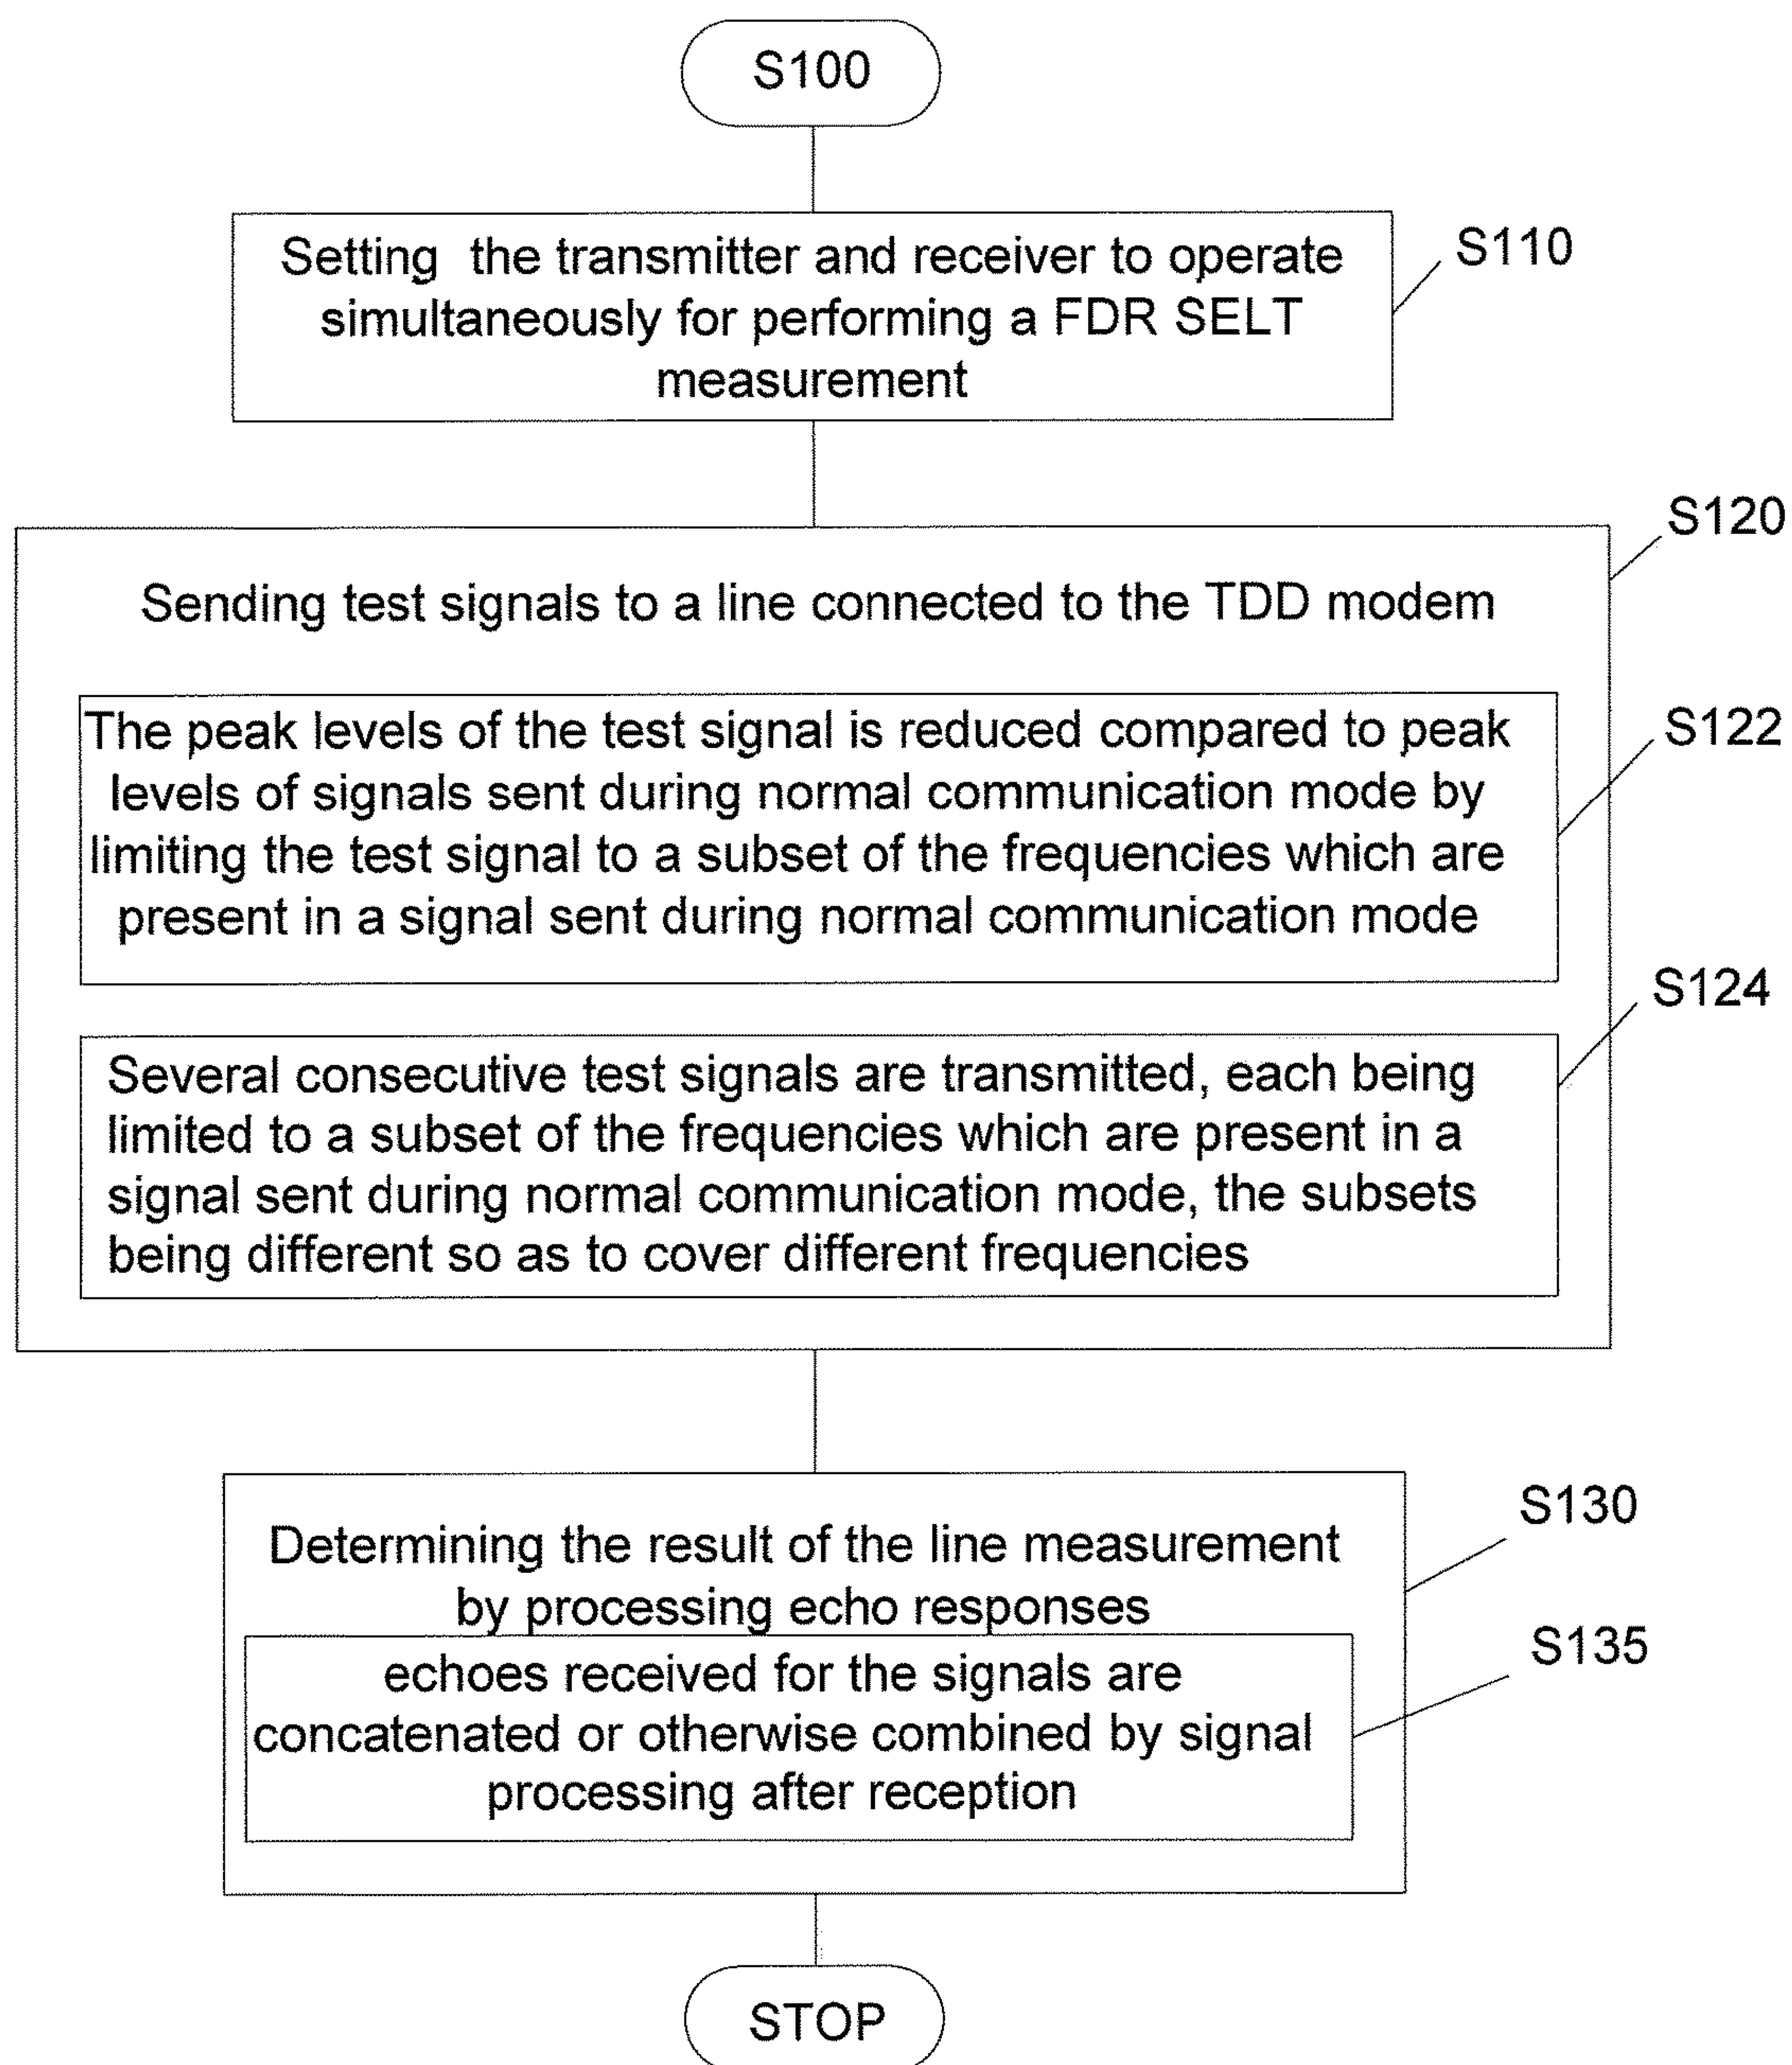 S100
Setting the transmitter and receiver to operate
simultaneously for performing a FDR SELT
measurement
S110
S120
Sending test signals to a line connected to the TDD modem
The peak levels of the test signal is reduced compared to peak
levels of signals sent during normal communication mode by
limiting the test signal to a subset of the frequencies which are
present in a signal sent during normal communication mode
S122
S124
Several consecutive test signals are transmitted, each being
limited to a subset of the frequencies which are present in a
signal sent during normal communication mode, the subsets
being different so as to cover different frequencies
S130
Determining the result of the line measurement
by processing echo responses
S135
echoes received for the signals are
concatenated or otherwise combined by signal
processing after reception
STOP